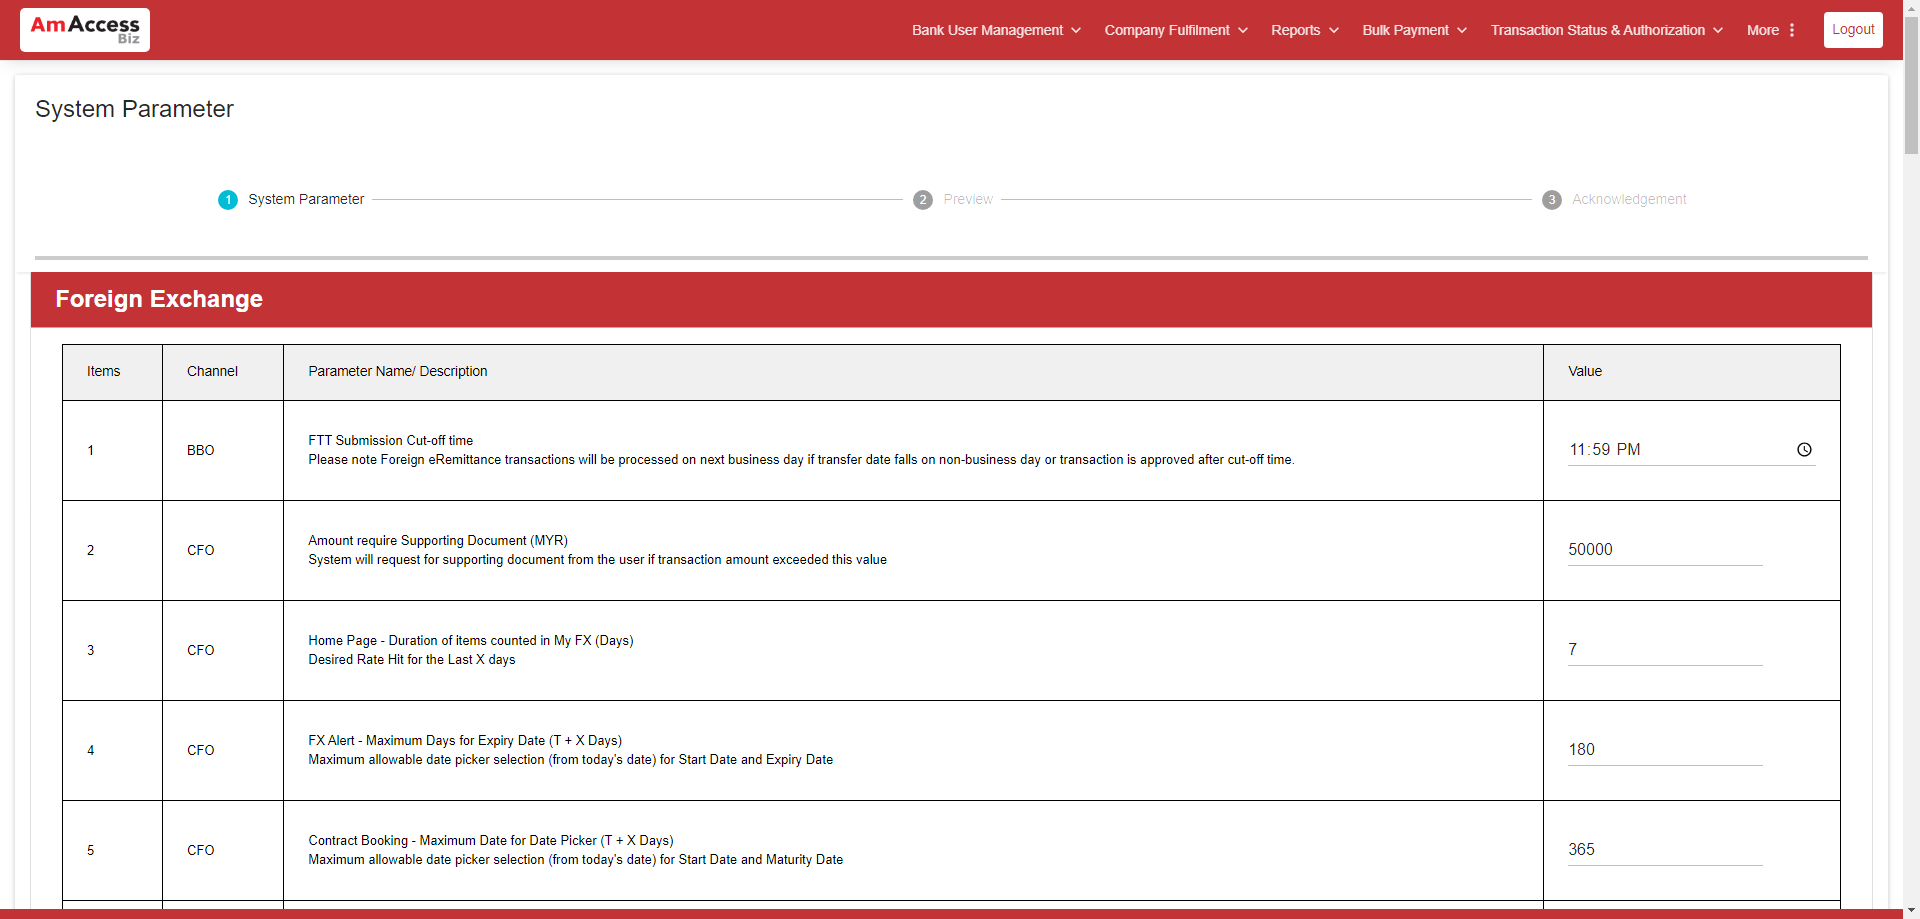 AmAccess
Biz
Bank User Management
Company Fulfilment
Reports
Bulk Payment
Transaction Status & Authorization
More
Logout
System Parameter
1 System Parameter
2 Preview
3 Acknowledgement
Foreign Exchange
Items Channel Parameter Name/ Description Value
1 BBO FTT Submission Cut-off time
Please note Foreign eRemittance transactions will be processed on next business day if transfer date falls on non-business day or transaction is approved after cut-off time.
11:59 PM
2 CFO Amount require Supporting Document (MYR)
System will request for supporting document from the user if transaction amount exceeded this value
50000
3 CFO Home Page - Duration of items counted in My FX (Days)
Desired Rate Hit for the Last X days
7
4 CFO FX Alert - Maximum Days for Expiry Date (T + X Days)
Maximum allowable date picker selection (from today's date) for Start Date and Expiry Date
180
5 CFO Contract Booking - Maximum Date for Date Picker (T + X Days)
Maximum allowable date picker selection (from today's date) for Start Date and Maturity Date
365